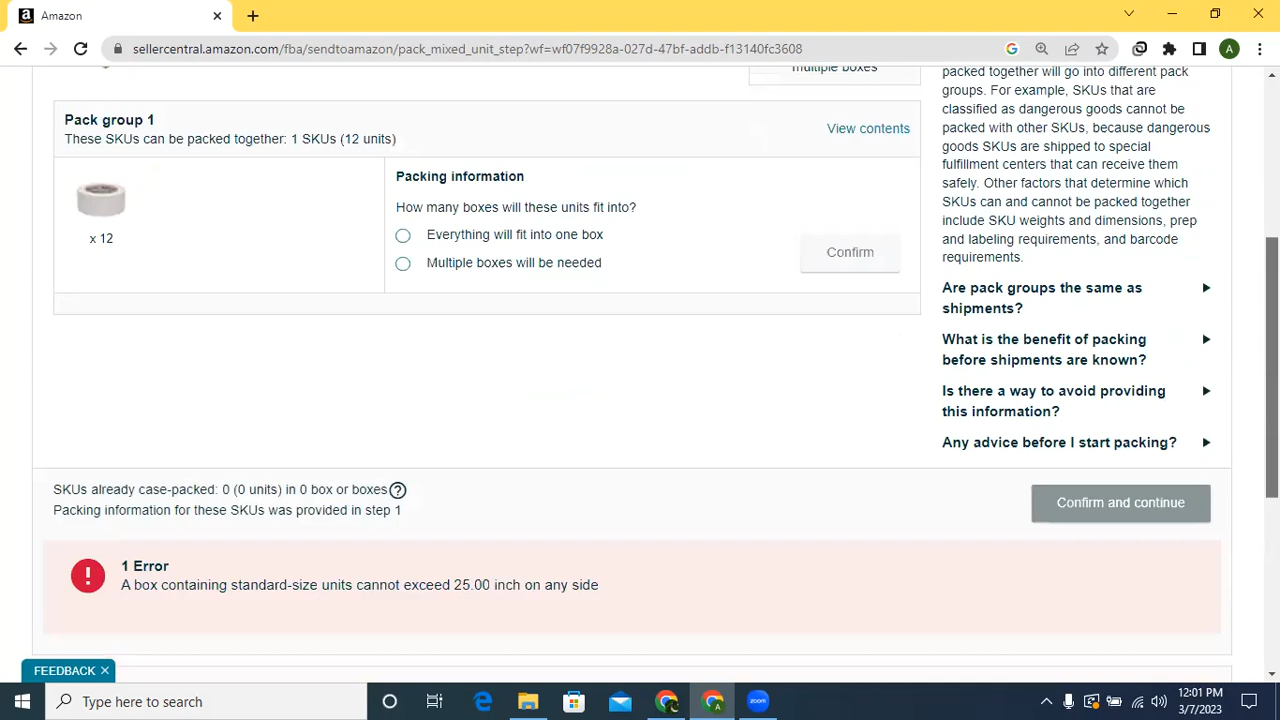 Amazon
sellercentral.amazon.com/fba/sendtoamazon/pack_mixed_unit_step?wf=wf07f9928a-027d-47bf-addb-f13140fc3608
A
multiple boxes
Pack group 1
These SKUs can be packed together: 1 SKUs (12 units)
View contents
x 12
Packing information
How many boxes will these units fit into?
Everything will fit into one box
Multiple boxes will be needed
Confirm
packed together will go into different pack
groups. For example, SKUs that are
classified as dangerous goods cannot be
packed with other SKUs, because dangerous
goods SKUs are shipped to special
fulfillment centers that can receive them
safely. Other factors that determine which
SKUs can and cannot be packed together
include SKU weights and dimensions, prep
and labeling requirements, and barcode
requirements.
Are pack groups the same as
shipments?
What is the benefit of packing
before shipments are known?
Is there a way to avoid providing
this information?
Any advice before I start packing?
SKUs already case-packed: 0 (0 units) in 0 box or boxes
Packing information for these SKUs was provided in step 1
Confirm and continue
1 Error
A box containing standard-size units cannot exceed 25.00 inch on any side
FEEDBACK ×
Type here to search
zoom
12:01 PM
3/7/2023